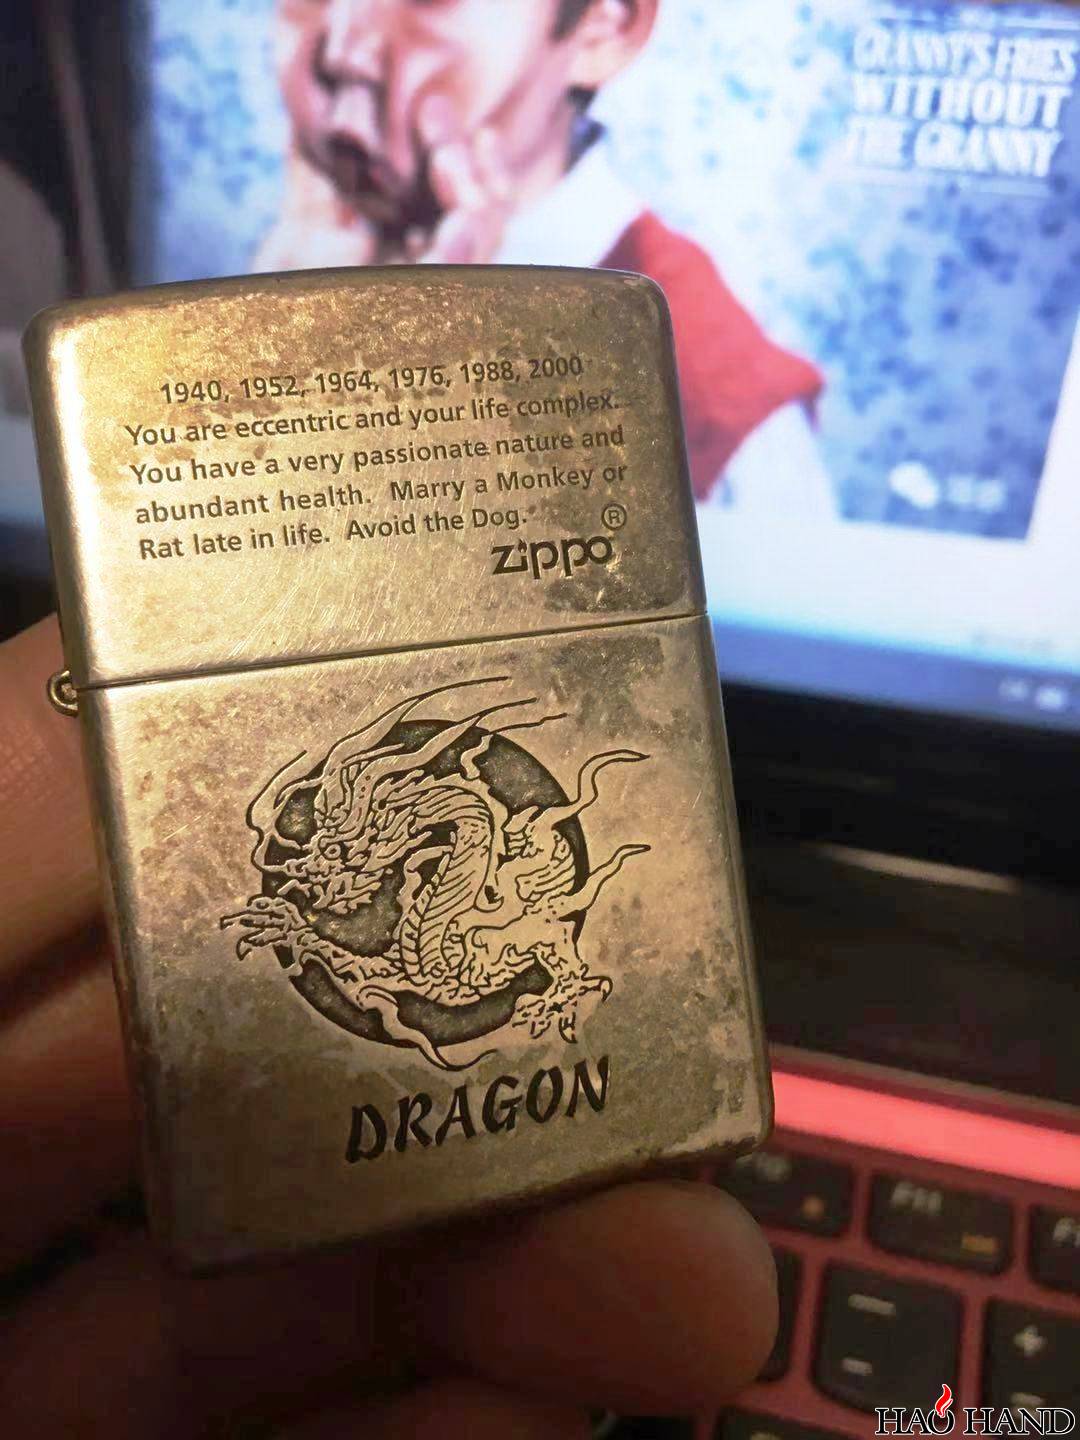 GRANNY'S FRIES
WITHOUT
THE GRANNY
1940, 1952, 1964, 1976, 1988, 2000
You are eccentric and your life complex.
You have a very passionate nature and
abundant health. Marry a Monkey or
Rat late in life. Avoid the Dog.
®
zippo
DRAGON
F11
HAO HAND